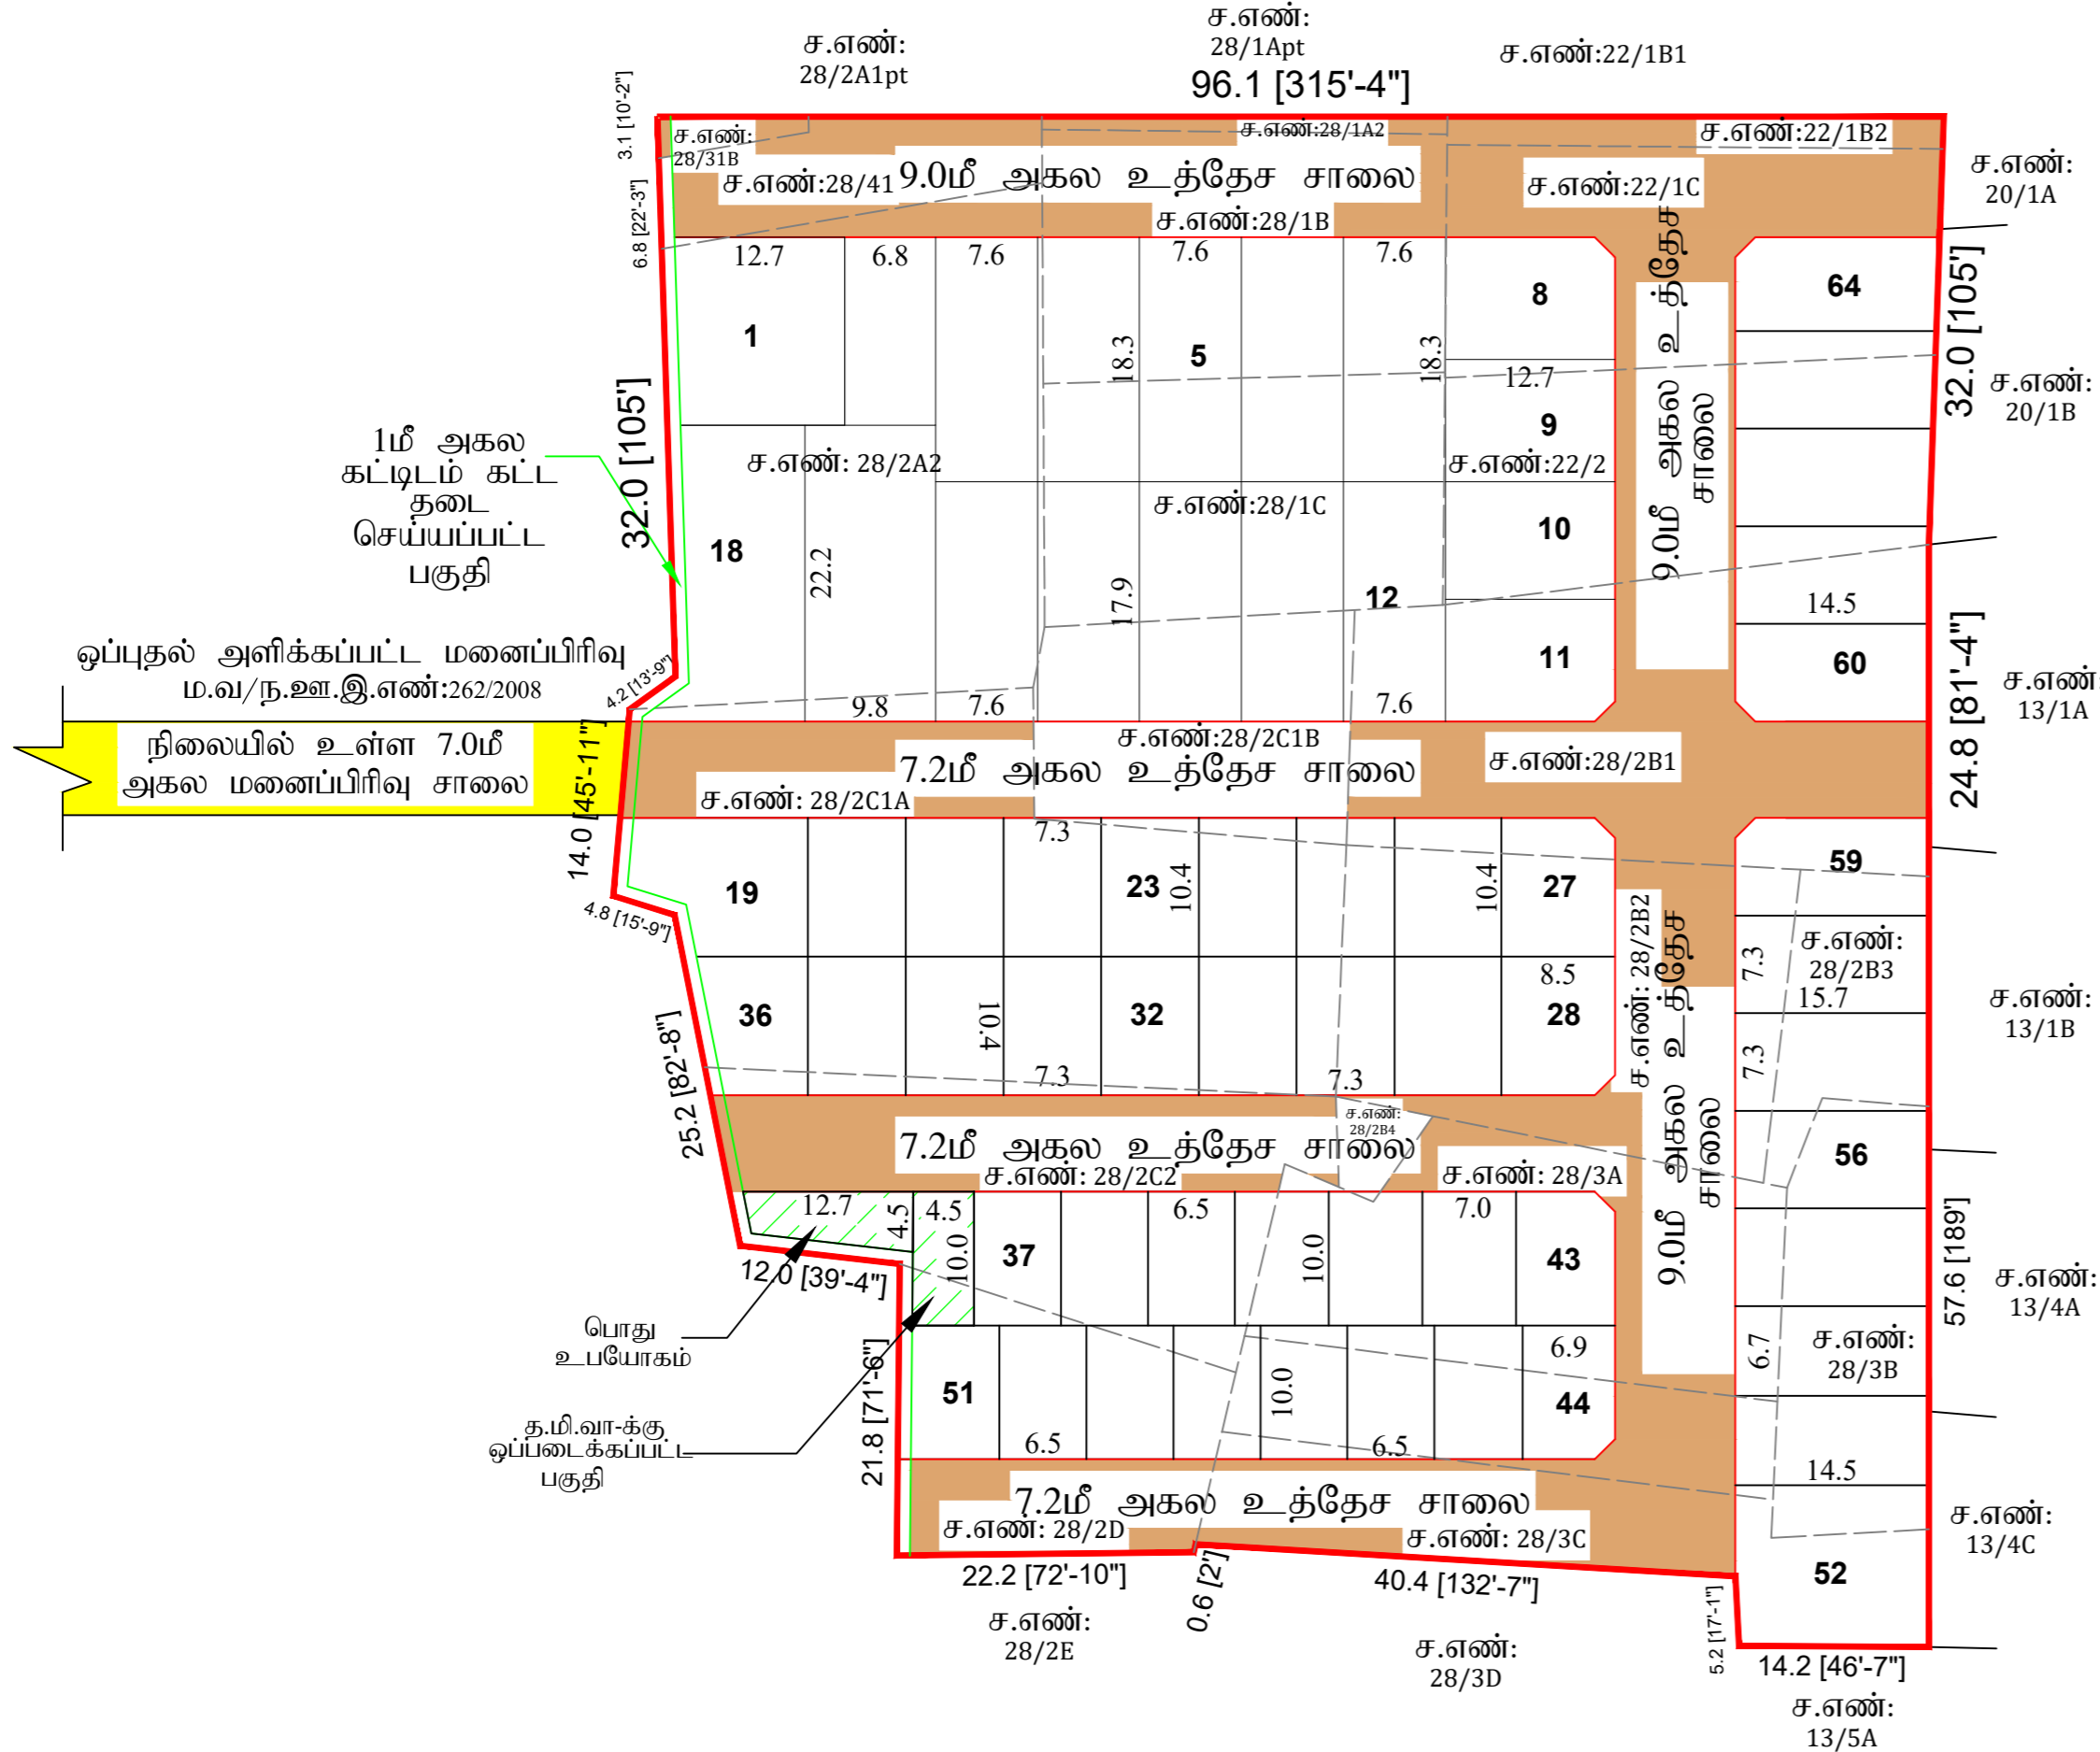 ச.எண்:
28/2A1pt
ச.எண்:
28/1Apt
ச.எண்:22/1B1
96.1 [315'-4"]
3.1 [10'-2"]
ச.எண்:
28/31B
ச.எண்:28/1A2
ச.எண்:22/1B2
ச.எண்:28/41
9.0மீ அகல உத்தேச சாலை
ச.எண்:22/1C
ச.எண்:
20/1A
ச.எண்:28/1B
6.8 [22'-3"]
12.7
6.8
7.6
7.6
7.6
8
64
1
18.3
5
18.3
12.7
9
9.0மீ அகல உத்தேச
சாலை
32.0 [105']
ச.எண்:
20/1B
1மீ அகல
கட்டிடம் கட்ட
தடை
செய்யப்பட்ட
பகுதி
32.0 [105']
ச.எண்: 28/2A2
ச.எண்:22/2
ச.எண்:28/1C
18
22.2
10
17.9
12
14.5
11
60
ஒப்புதல் அளிக்கப்பட்ட மனைப்பிரிவு
ம.வ/ந.ஊ.இ.எண்:262/2008
4.2 [13'-9"]
9.8
7.6
7.6
24.8 [81'-4"]
ச.எண்:
13/1A
நிலையில் உள்ள 7.0மீ
அகல மனைப்பிரிவு சாலை
14.0 [45'-11"]
ச.எண்:28/2C1B
7.2மீ அகல உத்தேச சாலை
ச.எண்:28/2B1
ச.எண்: 28/2C1A
7.3
59
19
23
10.4
10.4
27
4.8 [15'-9"]
ச.எண்: 28/2B2
9.0மீ அகல உத்தேச
சாலை
7.3
ச.எண்:
28/2B3
15.7
8.5
36
10.4
32
28
ச.எண்:
13/1B
7.3
7.3
7.3
25.2 [82'-8"]
ச.எண்:
28/2B4
7.2மீ அகல உத்தேச சாலை
ச.எண்: 28/2C2
ச.எண்: 28/3A
56
12.7
4.5
4.5
6.5
7.0
37
10.0
10.0
43
57.6 [189']
ச.எண்:
13/4A
12.0 [39'-4"]
பொது
உபயோகம்
6.9
6.7
ச.எண்:
28/3B
21.8 [71'-6"]
51
10.0
44
த.மி.வா-க்கு
ஒப்படைக்கப்பட்ட
பகுதி
6.5
6.5
14.5
7.2மீ அகல உத்தேச சாலை
ச.எண்: 28/2D
ச.எண்: 28/3C
ச.எண்:
13/4C
22.2 [72'-10"]
0.6 [2']
40.4 [132'-7"]
52
ச.எண்:
28/2E
ச.எண்:
28/3D
5.2 [17'-1"]
14.2 [46'-7"]
ச.எண்:
13/5A